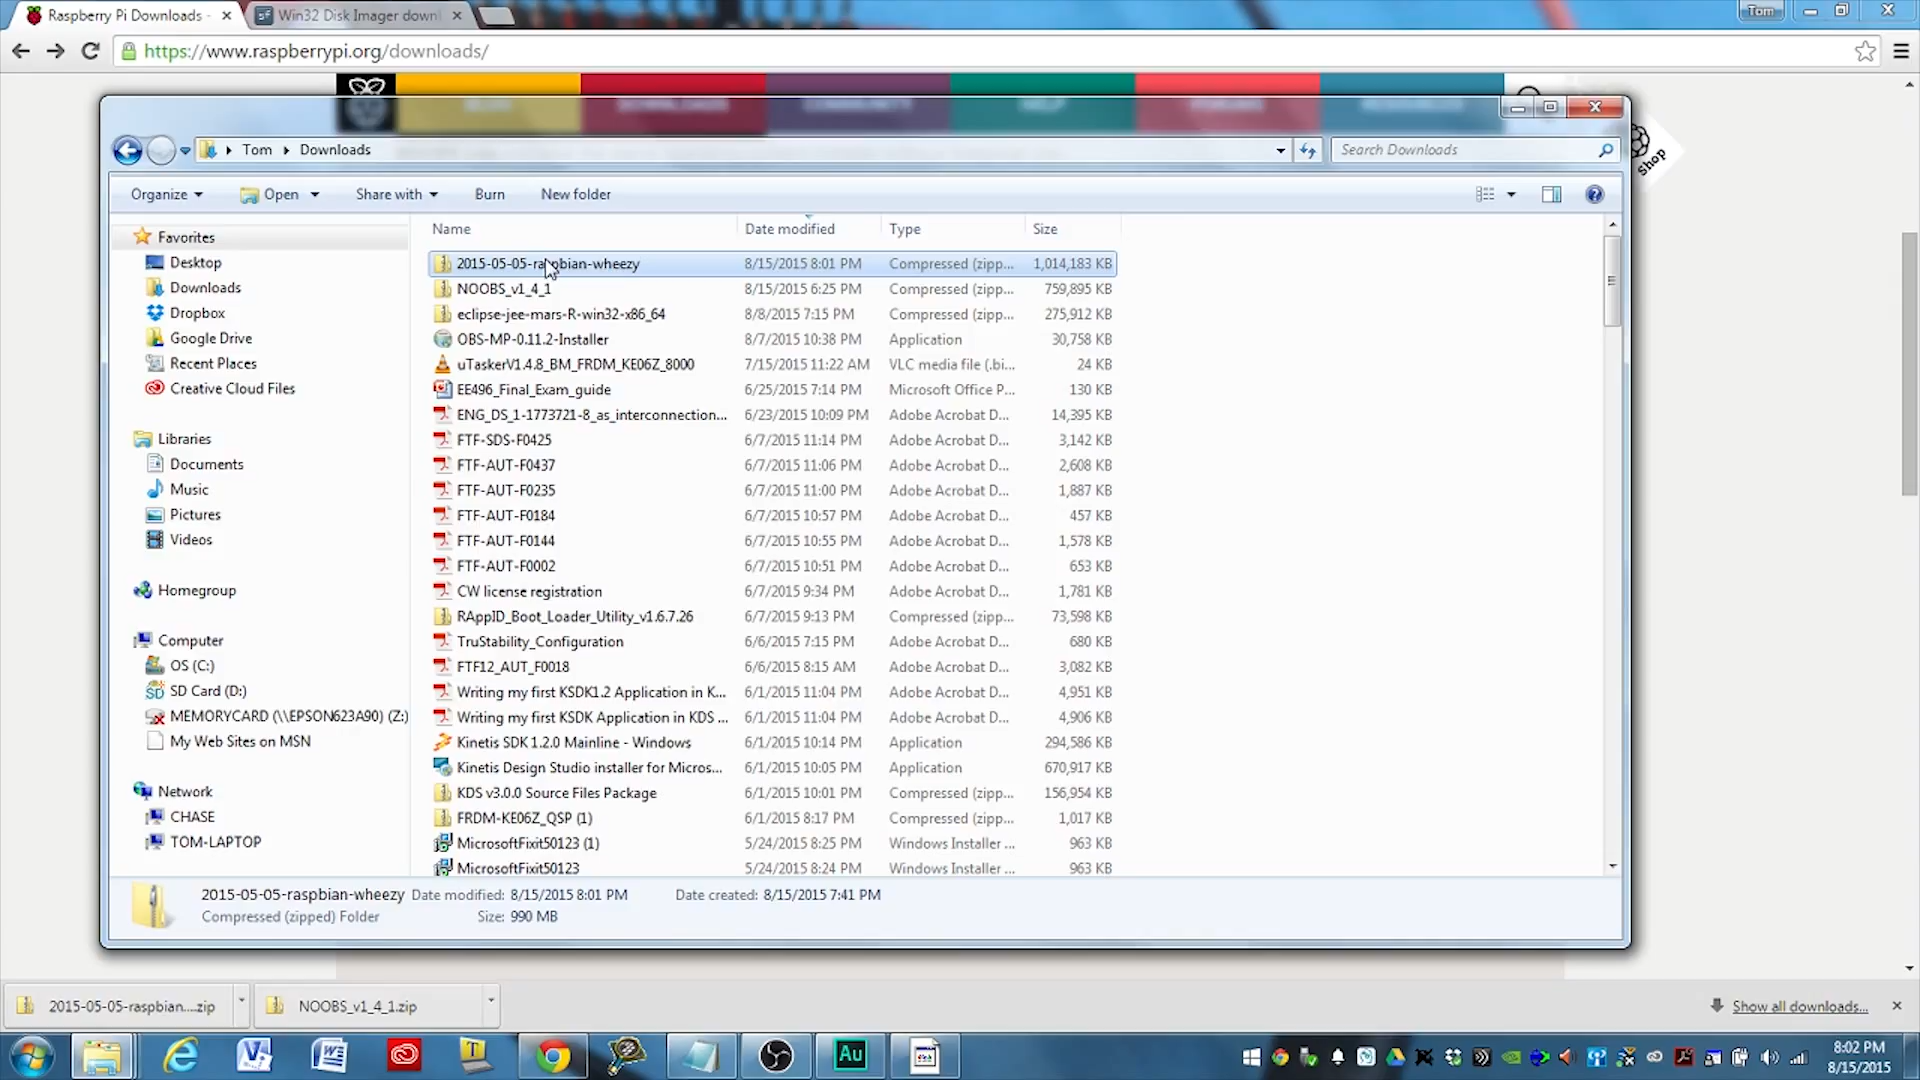 Raspberry Pi Downloads -
Win32 Disk Imager downl
Tom
https://www.raspberrypi.org/downloads/
shop
Tom Downloads
Search Downloads
Organize Open Share with Burn New folder
Name Date modified Type Size
Favorites
Desktop
Downloads
Dropbox
Google Drive
Recent Places
Creative Cloud Files
Libraries
Documents
Music
Pictures
Videos
Homegroup
Computer
OS (C:)
SD Card (D:)
MEMORYCARD (\\EPSON623A90) (Z:)
My Web Sites on MSN
Network
CHASE
TOM-LAPTOP
2015-05-05-raspbian-wheezy 8/15/2015 8:01 PM Compressed (zipp... 1,014,183 KB
NOOBS_v1_4_1 8/15/2015 6:25 PM Compressed (zipp... 759,895 KB
eclipse-jee-mars-R-win32-x86_64 8/8/2015 7:15 PM Compressed (zipp... 275,912 KB
OBS-MP-0.11.2-Installer 8/7/2015 10:38 PM Application 30,758 KB
uTaskerV1.4.8_BM_FRDM_KE06Z_8000 7/15/2015 11:22 AM VLC media file (.bi... 24 KB
EE496_Final_Exam_guide 6/25/2015 7:14 PM Microsoft Office P... 130 KB
ENG_DS_1-1773721-8_as_interconnection... 6/23/2015 10:09 PM Adobe Acrobat D... 14,395 KB
FTF-SDS-F0425 6/7/2015 11:14 PM Adobe Acrobat D... 3,142 KB
FTF-AUT-F0437 6/7/2015 11:06 PM Adobe Acrobat D... 2,608 KB
FTF-AUT-F0235 6/7/2015 11:00 PM Adobe Acrobat D... 1,887 KB
FTF-AUT-F0184 6/7/2015 10:57 PM Adobe Acrobat D... 457 KB
FTF-AUT-F0144 6/7/2015 10:55 PM Adobe Acrobat D... 1,578 KB
FTF-AUT-F0002 6/7/2015 10:51 PM Adobe Acrobat D... 653 KB
CW license registration 6/7/2015 9:34 PM Adobe Acrobat D... 1,781 KB
RAppID_Boot_Loader_Utility_v1.6.7.26 6/7/2015 9:13 PM Compressed (zipp... 73,598 KB
TruStability_Configuration 6/6/2015 7:15 PM Adobe Acrobat D... 680 KB
FTF12_AUT_F0018 6/6/2015 8:15 AM Adobe Acrobat D... 3,082 KB
Writing my first KSDK1.2 Application in K... 6/1/2015 11:04 PM Adobe Acrobat D... 4,951 KB
Writing my first KSDK Application in KDS ... 6/1/2015 11:04 PM Adobe Acrobat D... 4,906 KB
Kinetis SDK 1.2.0 Mainline - Windows 6/1/2015 10:14 PM Application 294,586 KB
Kinetis Design Studio installer for Micros... 6/1/2015 10:05 PM Application 670,917 KB
KDS v3.0.0 Source Files Package 6/1/2015 10:01 PM Compressed (zipp... 156,954 KB
FRDM-KE06Z_QSP (1) 6/1/2015 8:17 PM Compressed (zipp... 1,017 KB
MicrosoftFixit50123 (1) 5/24/2015 8:25 PM Windows Installer ... 963 KB
MicrosoftFixit50123 5/24/2015 8:24 PM Windows Installer ... 963 KB
2015-05-05-raspbian-wheezy Date modified: 8/15/2015 8:01 PM Date created: 8/15/2015 7:41 PM
Compressed (zipped) Folder Size: 990 MB
2015-05-05-raspbian....zip
NOOBS_v1_4_1.zip
Show all downloads...
Au
8:02 PM
8/15/2015